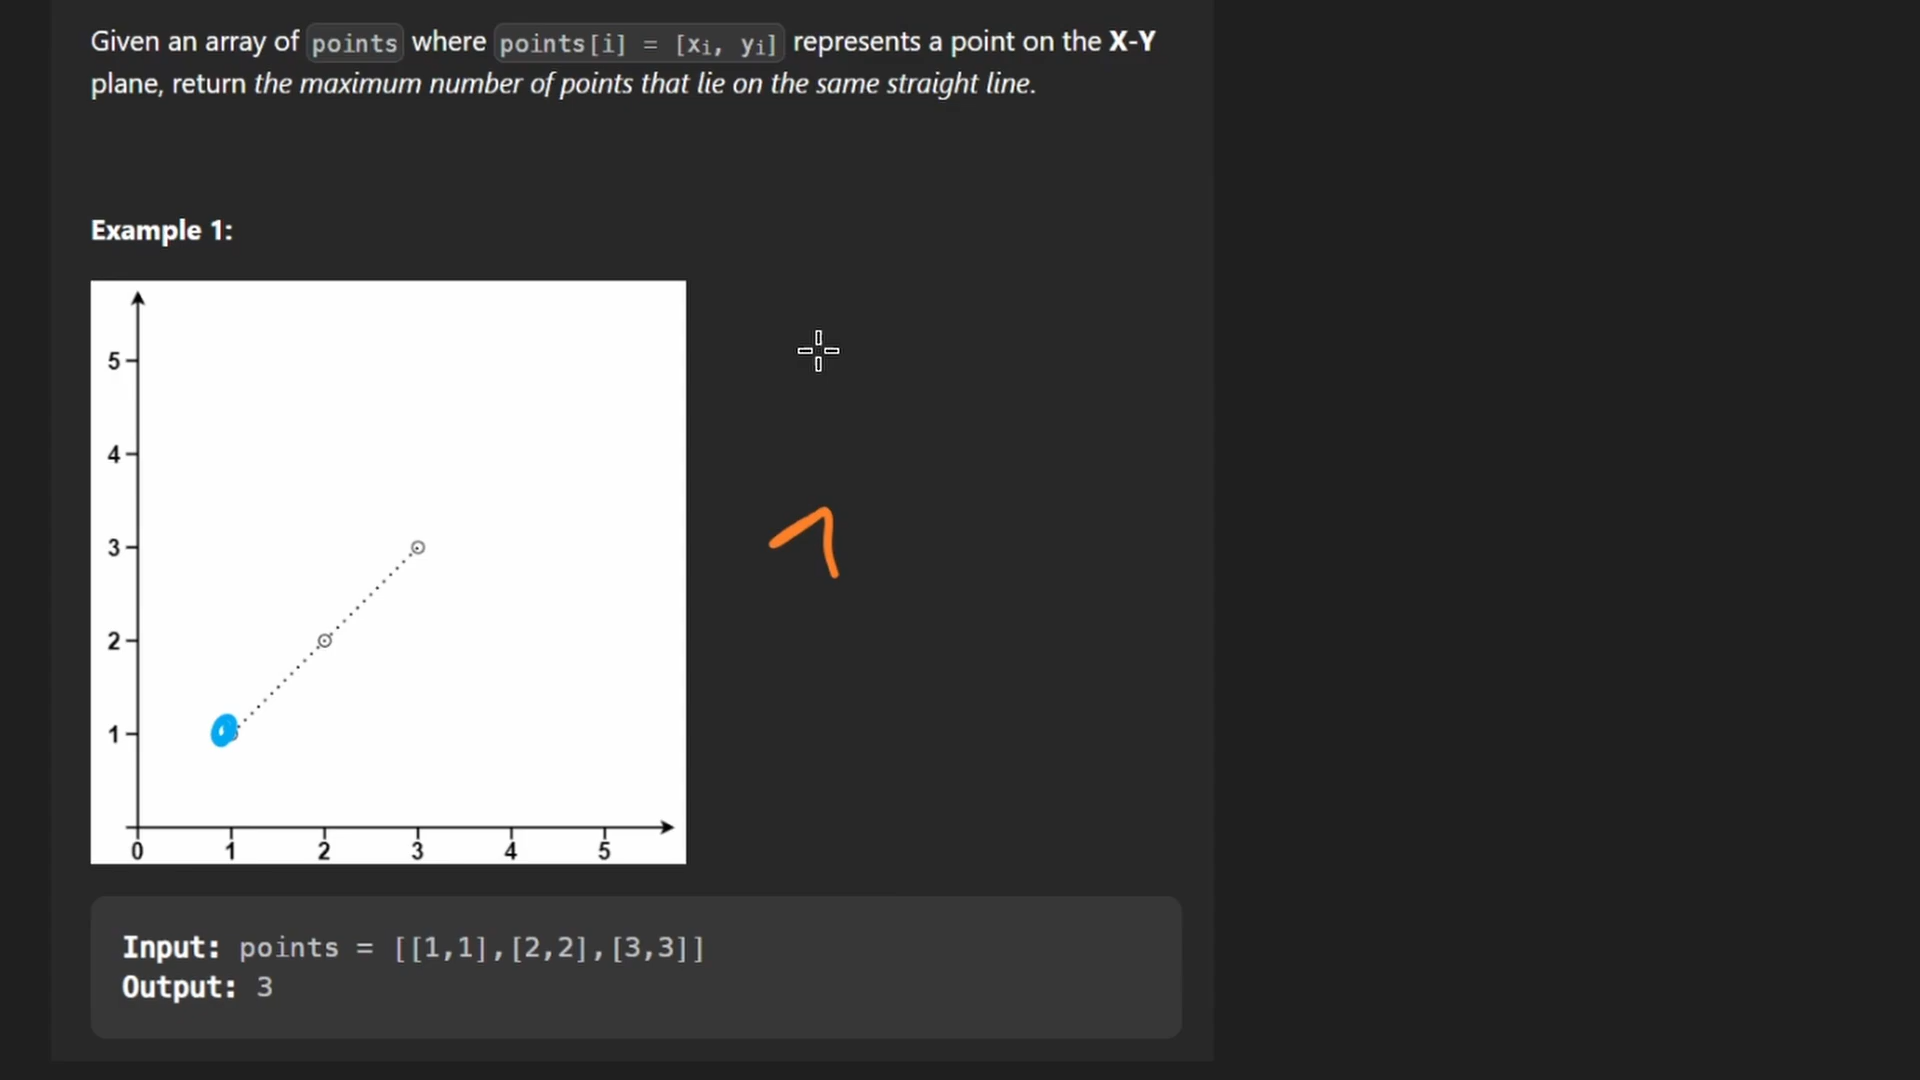 Given an array of points where points[i] = [xi, yi] represents a point on the X-Y
plane, return the maximum number of points that lie on the same straight line.
Example 1:
5
4
3
2
1
0 1 2 3 4 5
Input: points = [[1,1],[2,2],[3,3]]
Output: 3